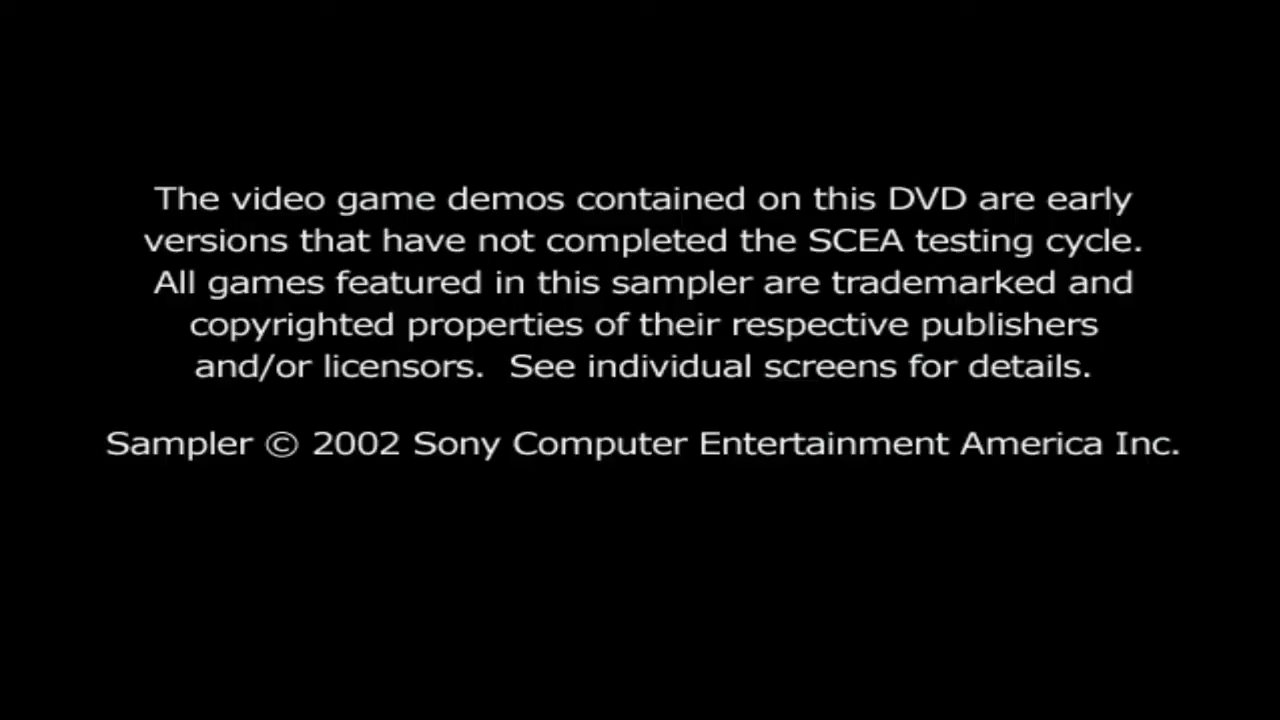 The video game demos contained on this DVD are early
versions that have not completed the SCEA testing cycle.
All games featured in this sampler are trademarked and
copyrighted properties of their respective publishers
and/or licensors.  See individual screens for details.
Sampler © 2002 Sony Computer Entertainment America Inc.